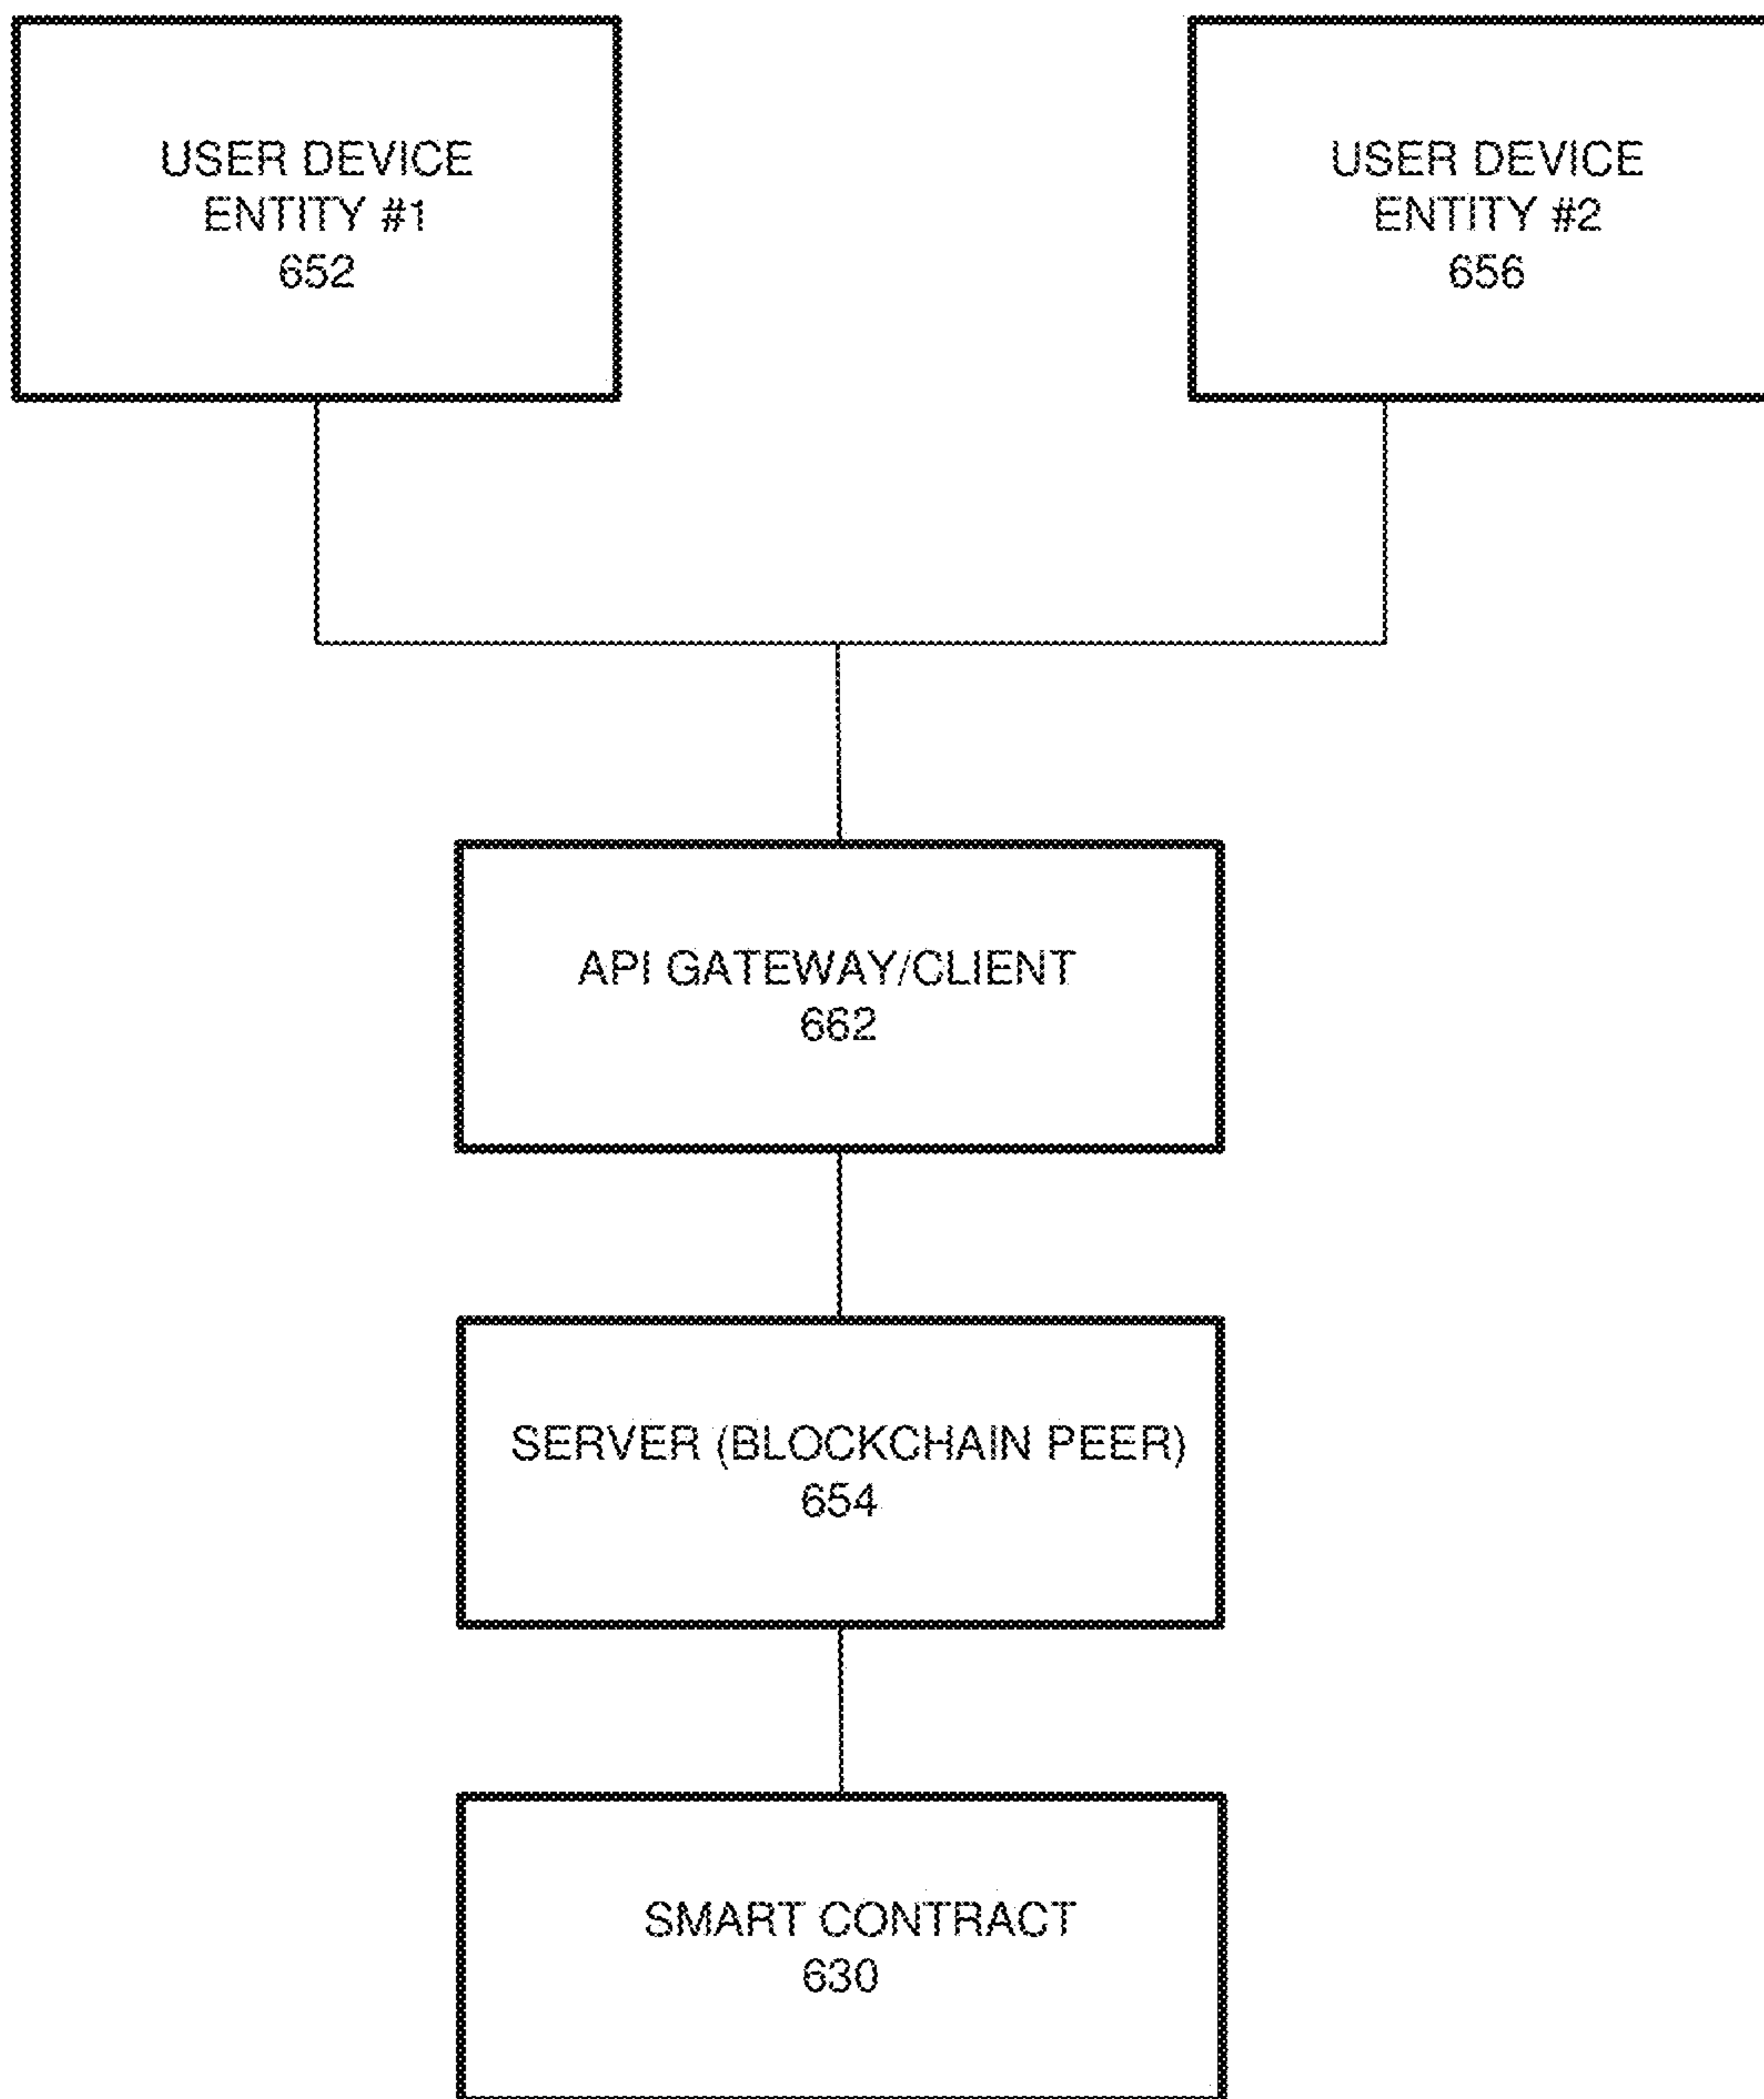 USER DEVICE
ENTITY #1
652
USER DEVICE
ENTITY #2
656
API GATEWAY/CLIENT
662
SERVER (BLOCKCHAIN PEER)
654
SMART CONTRACT
630